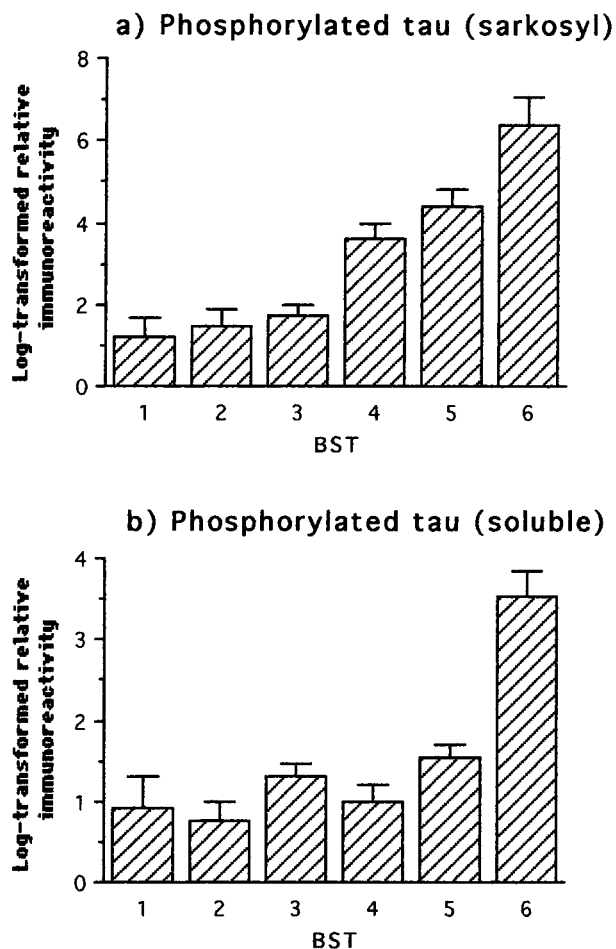 a) Phosphorylated tau (sarkosyl)
Log-transformed relative
immunoreactivity
8
6
4
2
0
1 2 3 4 5 6
BST
b) Phosphorylated tau (soluble)
Log-transformed relative
immunoreactivity
4
3
2
1
0
1 2 3 4 5 6
BST